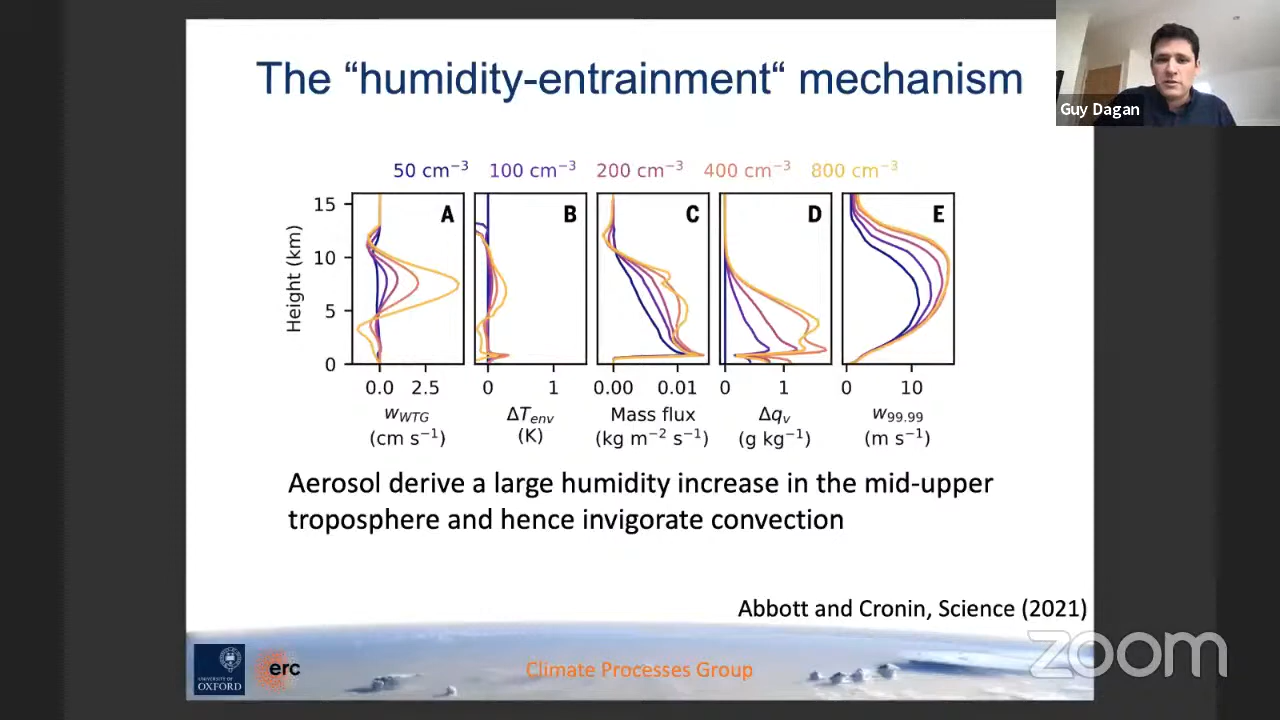 The “humidity-entrainment“ mechanism
Guy Dagan
50 cm−3 100 cm−3 200 cm−3 400 cm−3 800 cm−3
A B C D E
15
10
5
0
Height (km)
0.0 2.5 0 1 0.00 0.01 0 1 0 10
wWTG ΔTenv Mass flux Δqv w99.99
(cm s−1) (K) (kg m−2 s−1) (g kg−1) (m s−1)
Aerosol derive a large humidity increase in the mid-upper
troposphere and hence invigorate convection
Abbott and Cronin, Science (2021)
zoom
UNIVERSITY OF
OXFORD
erc
Climate Processes Group